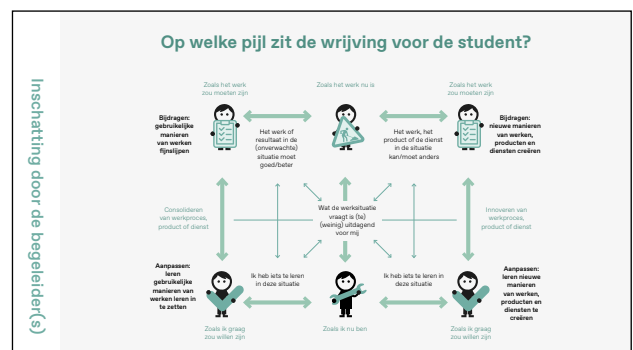 Inschatting door de begeleider(s)
Op welke pijl zit de wrijving voor de student?
Zoals het werk
zou moeten zijn
Zoals het werk nu is
Zoals het werk
zou moeten zijn
Bijdragen:
gebruikelijke
manieren
van werken
fijnslijpen
Het werk of
resultaat in de
(onverwachte)
situatie moet
goed/beter
Het werk, het
product of de dienst
in de situatie
kan/moet anders
Bijdragen:
nieuwe manieren
van werken,
producten en
diensten creëren
Consolideren
van werkproces,
product of dienst
Wat de werksituatie
vraagt is (te)
(weinig) uitdagend
voor mij
Innoveren van
werkproces,
product of dienst
Aanpassen:
leren
gebruikelijke
manieren van
werken leren in
te zetten
Ik heb iets te leren
in deze situatie
Ik heb iets te leren in
deze situatie
Aanpassen:
leren nieuwe
manieren
van werken,
producten en
diensten te
creëren
Zoals ik graag
zou willen zijn
Zoals ik nu ben
Zoals ik graag
zou willen zijn